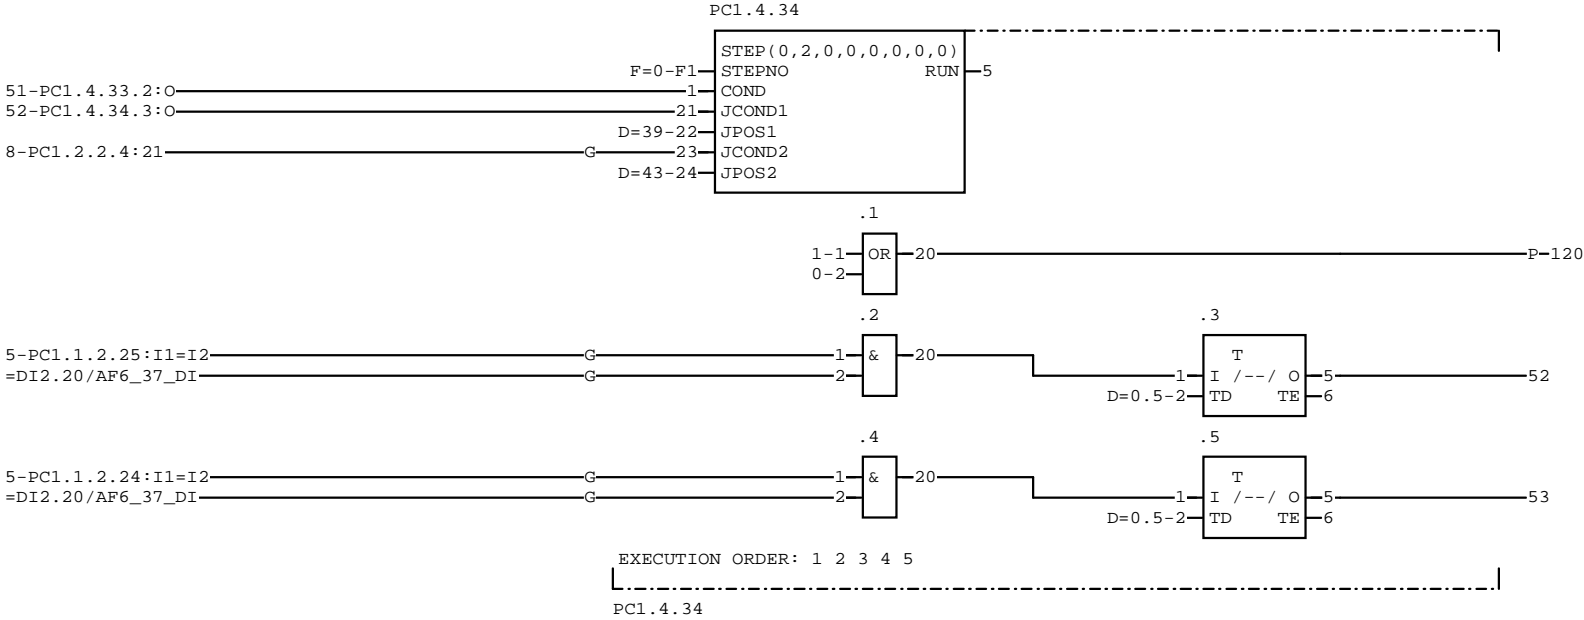 PC1.4.34
STEP(0,2,0,0,0,0,0,0)
F=0-F1 STEPNO RUN 5
51-PC1.4.33.2:O 1 COND
52-PC1.4.34.3:O 21 JCOND1
D=39-22 JPOS1
8-PC1.2.2.4:21 G 23 JCOND2
D=43-24 JPOS2
.1
1-1 OR 20 P-120
0-2
.2 .3
5-PC1.1.2.25:I1=I2 G 1 & 20 T
=DI2.20/AF6_37_DI G 2 1 I /--/ O 5 52
D=0.5-2 TD TE 6
.4 .5
5-PC1.1.2.24:I1=I2 G 1 & 20 T
=DI2.20/AF6_37_DI G 2 1 I /--/ O 5 53
D=0.5-2 TD TE 6
EXECUTION ORDER: 1 2 3 4 5
PC1.4.34